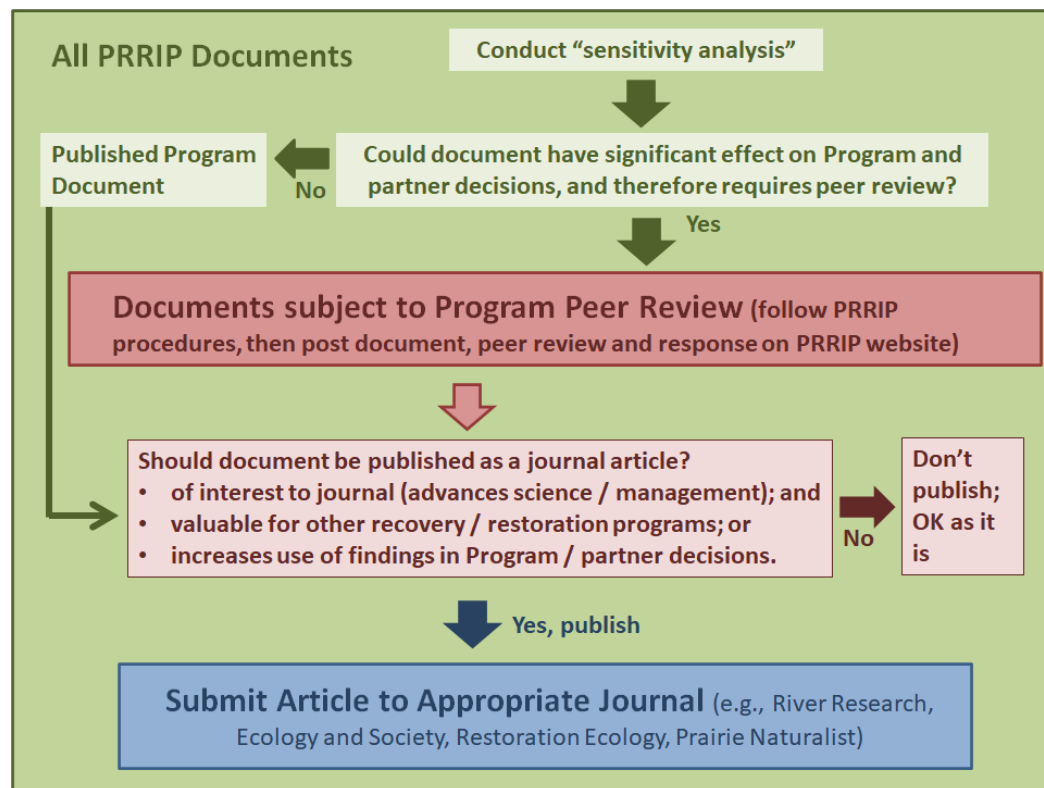 All PRRIP Documents
Conduct “sensitivity analysis”
Published Program
Document
No
Could document have significant effect on Program and
partner decisions, and therefore requires peer review?
Yes
Documents subject to Program Peer Review (follow PRRIP
procedures, then post document, peer review and response on PRRIP website)
Should document be published as a journal article?
• of interest to journal (advances science / management); and
• valuable for other recovery / restoration programs; or
• increases use of findings in Program / partner decisions.
No
Don’t
publish;
OK as it
is
Yes, publish
Submit Article to Appropriate Journal (e.g., River Research,
Ecology and Society, Restoration Ecology, Prairie Naturalist)